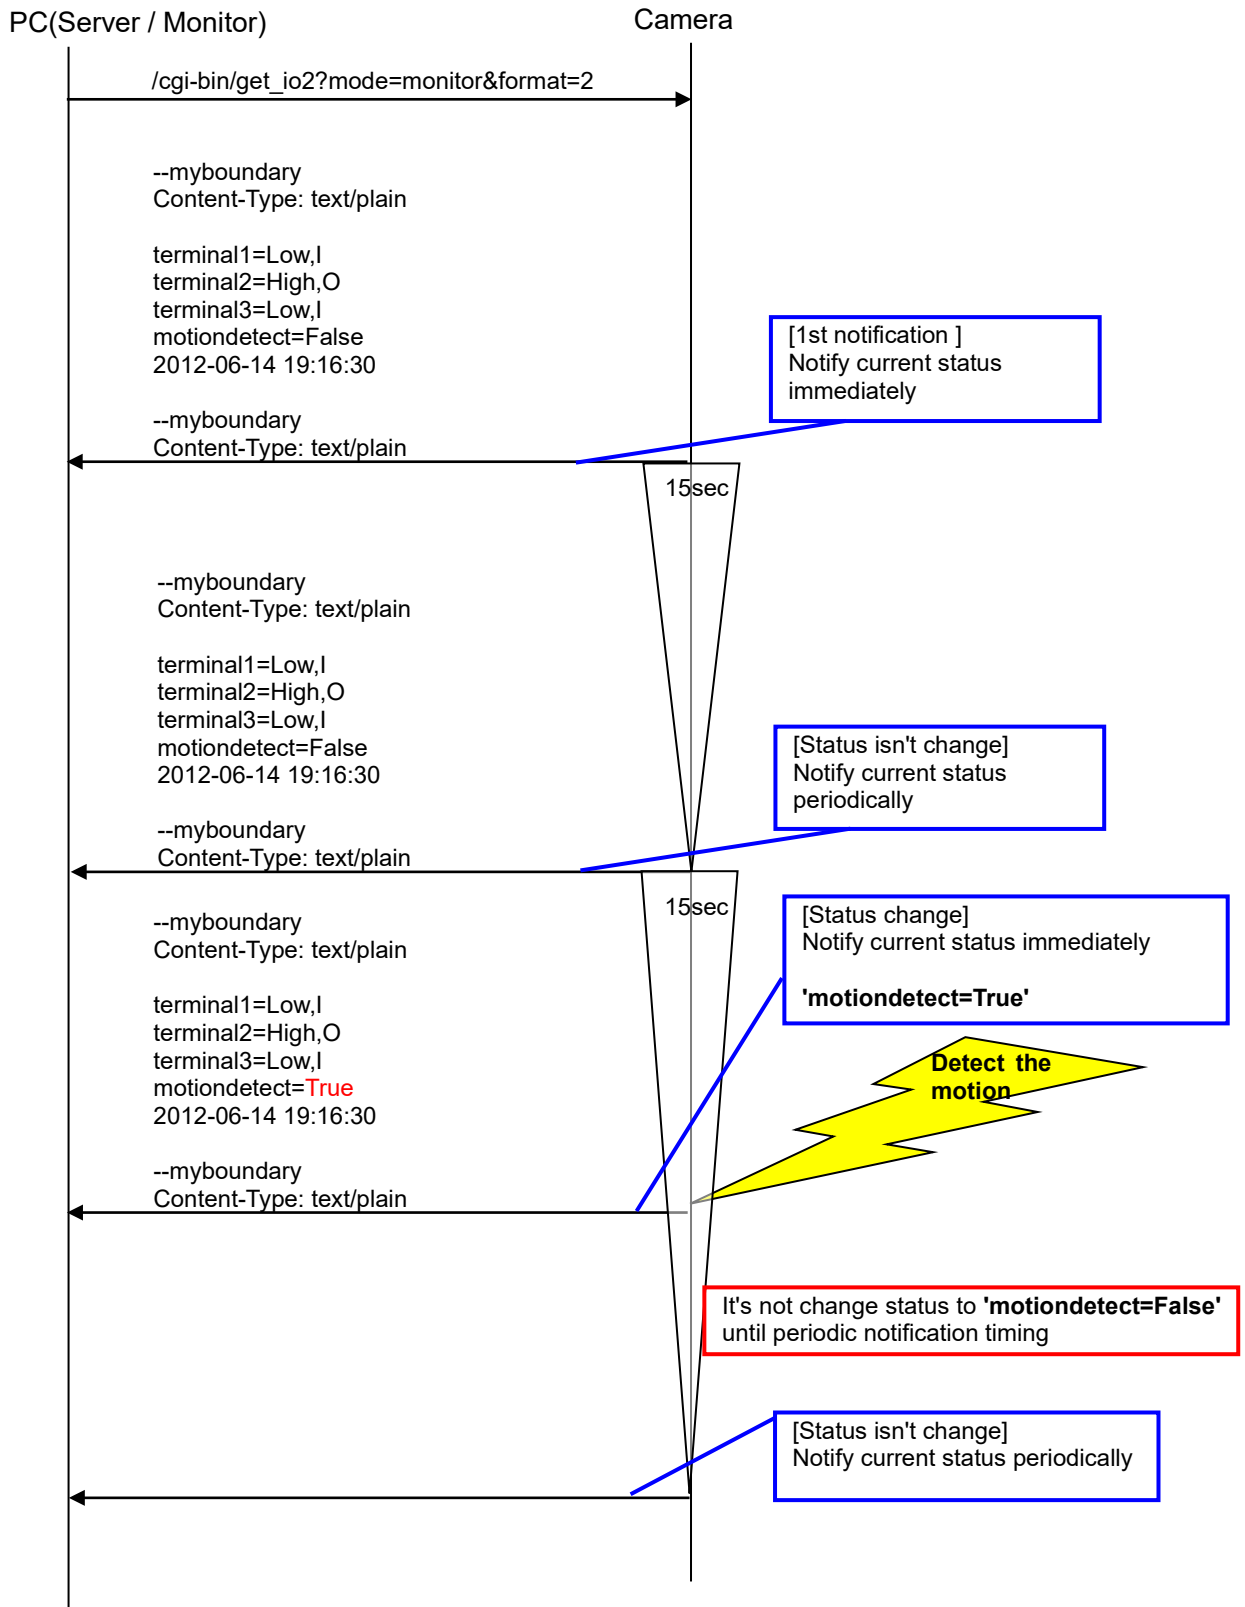 PC(Server / Monitor)
Camera
/cgi-bin/get_io2?mode=monitor&format=2
--myboundary
Content-Type: text/plain
terminal1=Low,I
terminal2=High,O
terminal3=Low,I
motiondetect=False
2012-06-14 19:16:30
--myboundary
Content-Type: text/plain
[1st notification ]
Notify current status
immediately
15sec
--myboundary
Content-Type: text/plain
terminal1=Low,I
terminal2=High,O
terminal3=Low,I
motiondetect=False
2012-06-14 19:16:30
--myboundary
Content-Type: text/plain
[Status isn't change]
Notify current status
periodically
15sec
--myboundary
Content-Type: text/plain
terminal1=Low,I
terminal2=High,O
terminal3=Low,I
motiondetect=True
2012-06-14 19:16:30
--myboundary
Content-Type: text/plain
[Status change]
Notify current status immediately
'motiondetect=True'
Detect the
motion
It's not change status to 'motiondetect=False'
until periodic notification timing
[Status isn't change]
Notify current status periodically